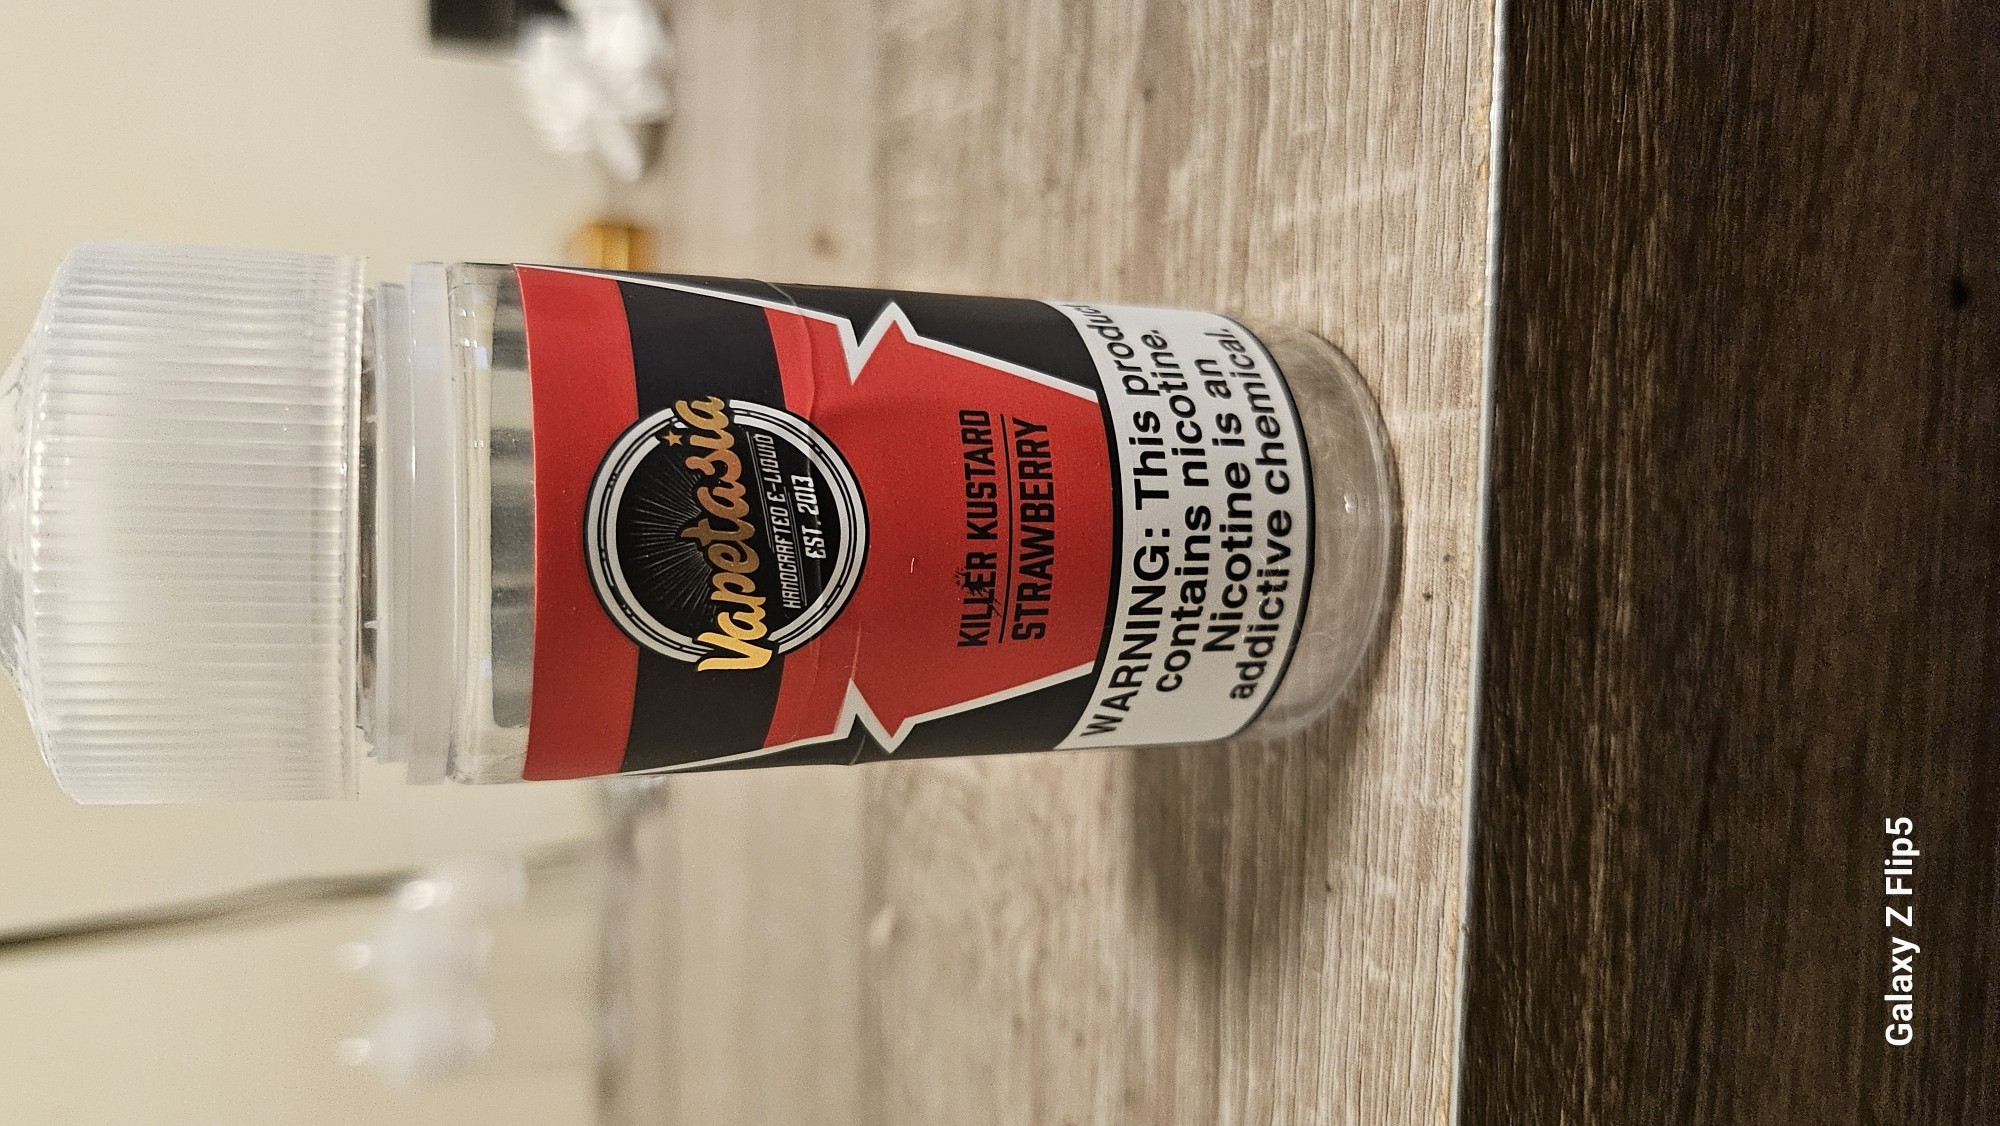 Vapetasia
HANDCRAFTED E-LIQUID
EST. 2013
KILLER KUSTARD
STRAWBERRY
WARNING: This product
contains nicotine.
Nicotine is an
addictive chemical.
Galaxy Z Flip5